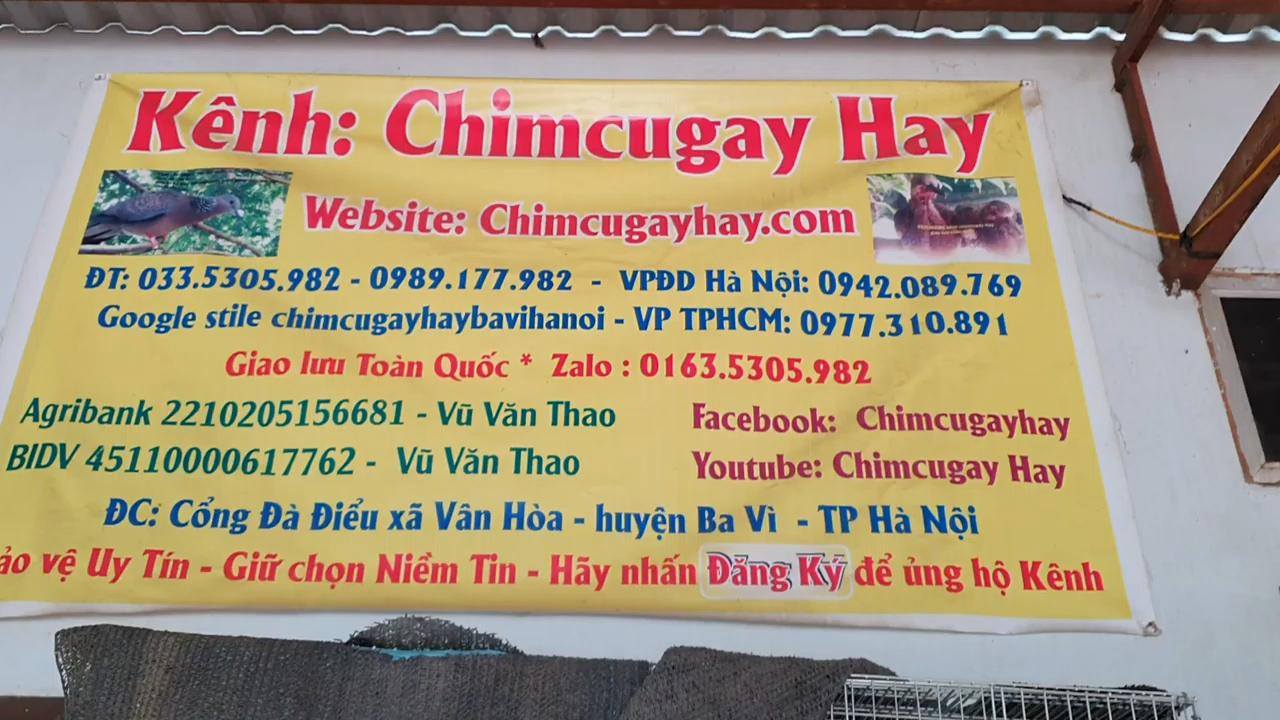 Kênh: Chimcugay Hay
Website: Chimcugayhay.com
ĐT: 033.5305.982 - 0989.177.982 - VPĐD Hà Nội: 0942.089.769
Google stile chimcugayhaybavihanoi - VP TPHCM: 0977.310.891
Giao lưu Toàn Quốc * Zalo : 0163.5305.982
Agribank 2210205156681 - Vũ Văn Thao
Facebook: Chimcugayhay
BIDV 45110000617762 - Vũ Văn Thao
Youtube: Chimcugay Hay
ĐC: Cổng Đà Điểu xã Vân Hòa - huyện Ba Vì - TP Hà Nội
ảo vệ Uy Tín - Giữ chọn Niềm Tin - Hãy nhấn Đăng Ký để ủng hộ Kênh